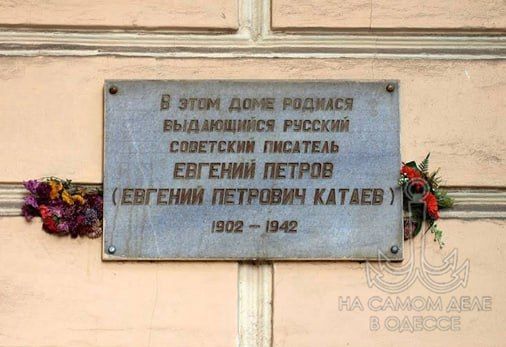 В ЭТОМ ДОМЕ РОДИЛСЯ
ВЫДАЮЩИЙСЯ РУССКИЙ
СОВЕТСКИЙ ПИСАТЕЛЬ
ЕВГЕНИЙ ПЕТРОВ
(ЕВГЕНИЙ ПЕТРОВИЧ КАТАЕВ)
1902 – 1942
НА САМОМ ДЕЛЕ
В ОДЕССЕ